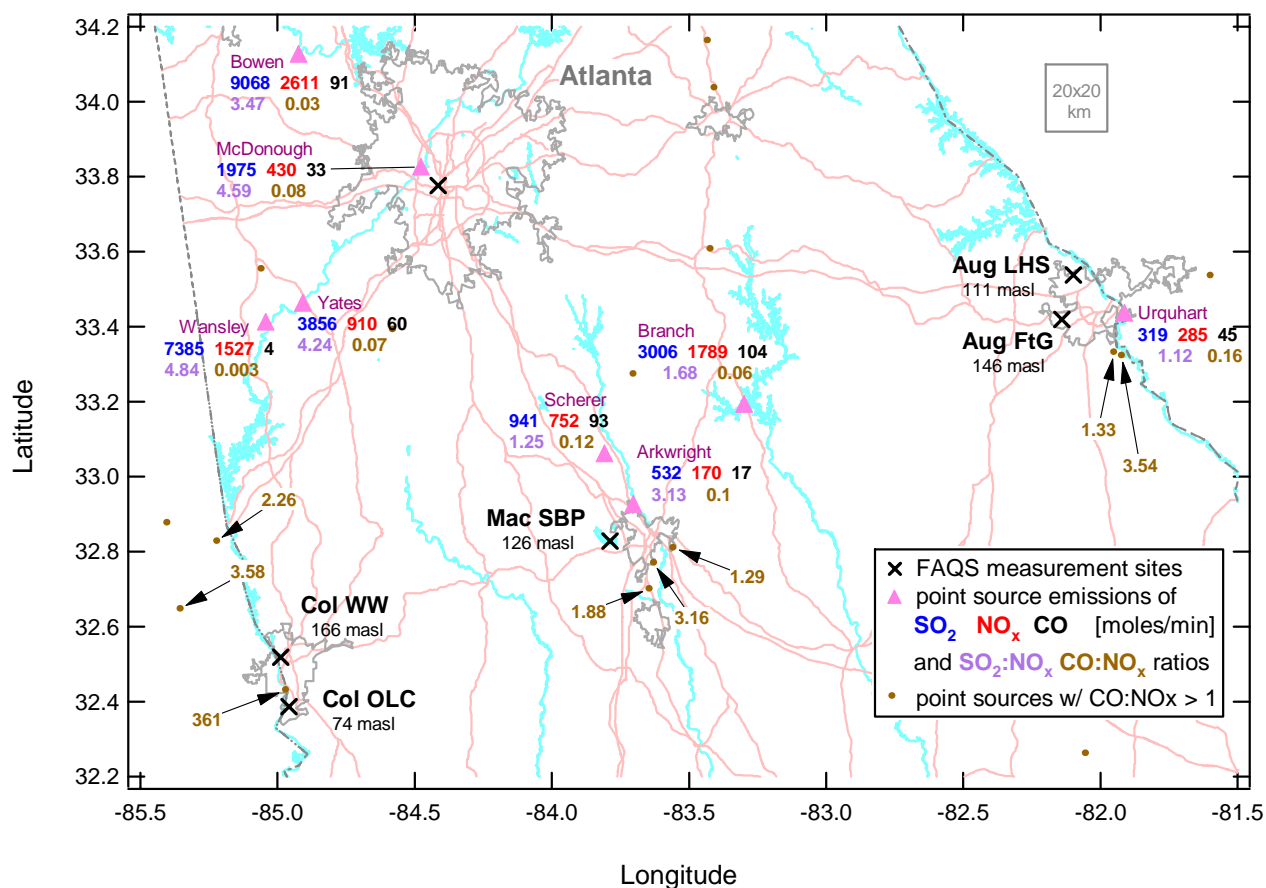 34.2
34.0
33.8
33.6
33.4
33.2
33.0
32.8
32.6
32.4
32.2
Latitude
-85.5
-85.0
-84.5
-84.0
-83.5
-83.0
-82.5
-82.0
-81.5
Longitude
Bowen
9068 2611 91
3.47 0.03
Atlanta
20x20
km
McDonough
1975 430 33
4.59 0.08
Yates
3856 910 60
4.24 0.07
Wansley
7385 1527 4
4.84 0.003
Aug LHS
111 masl
Aug FtG
146 masl
Urquhart
319 285 45
1.12 0.16
1.33
3.54
Branch
3006 1789 104
1.68 0.06
Scherer
941 752 93
1.25 0.12
Arkwright
532 170 17
3.13 0.1
Mac SBP
126 masl
2.26
3.58
1.29
3.16
1.88
Col WW
166 masl
Col OLC
74 masl
361
FAQS measurement sites
point source emissions of
SO2 NOx CO [moles/min]
and SO2:NOx CO:NOx ratios
point sources w/ CO:NOx > 1